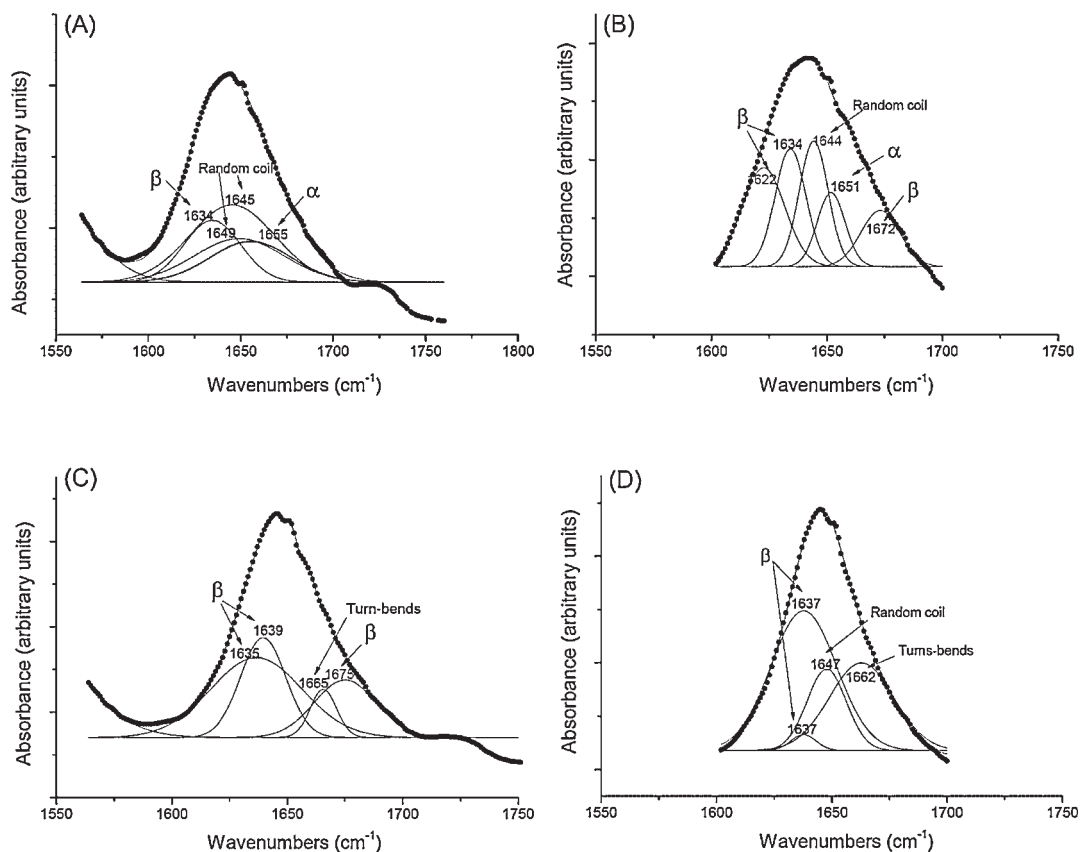 (A)
Absorbance (arbitrary units)
β
Random coil
α
1634
1645
1649
1655
1550 1600 1650 1700 1750 1800
Wavenumbers (cm⁻¹)
(B)
Absorbance (arbitrary units)
β
Random coil
1634 1644
α
1622
1651
β
1672
1550 1600 1650 1700 1750
Wavenumbers (cm⁻¹)
(C)
Absorbance (arbitrary units)
β
Turn-bends
β
1639
1635
1665 1675
1550 1600 1650 1700 1750
Wavenumbers (cm⁻¹)
(D)
Absorbance (arbitrary units)
β
1637
Random coil
1647
Turns-bends
1662
1637
1550 1600 1650 1700 1750
Wavenumbers (cm⁻¹)